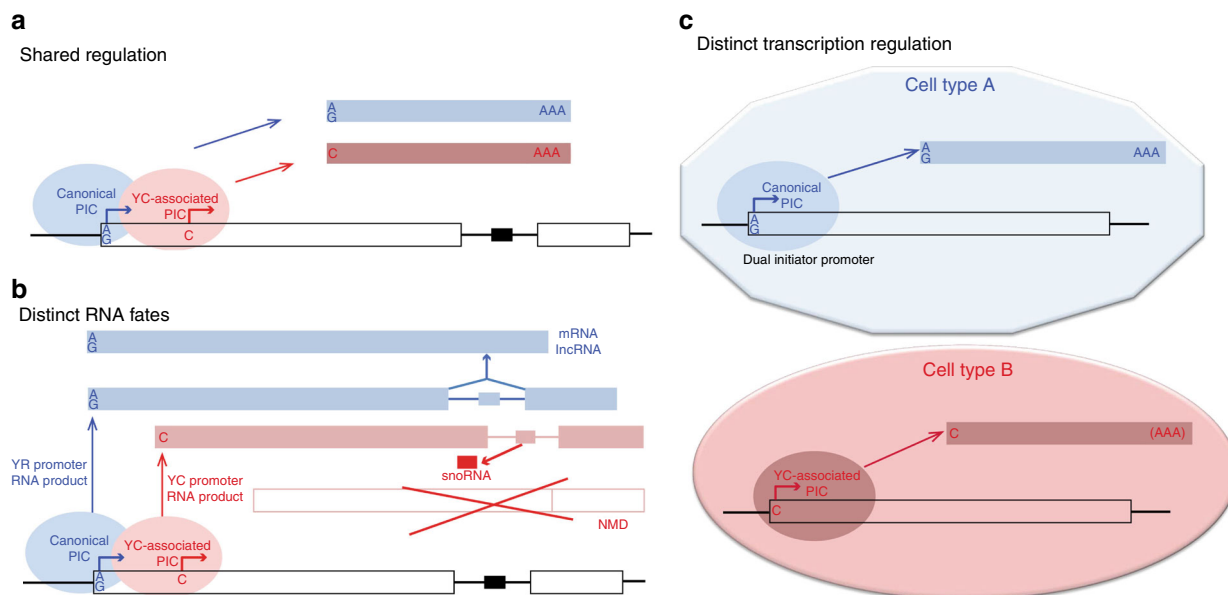 a
Shared regulation
A
G
AAA
C
AAA
Canonical
PIC
YC-associated
PIC
A
G
C
b
Distinct RNA fates
A
G
mRNA
lncRNA
A
G
C
YR promoter
RNA product
YC promoter
RNA product
snoRNA
NMD
Canonical
PIC
YC-associated
PIC
A
G
C
c
Distinct transcription regulation
Cell type A
A
G
AAA
Canonical
PIC
A
G
Dual initiator promoter
Cell type B
C
(AAA)
YC-associated
PIC
C